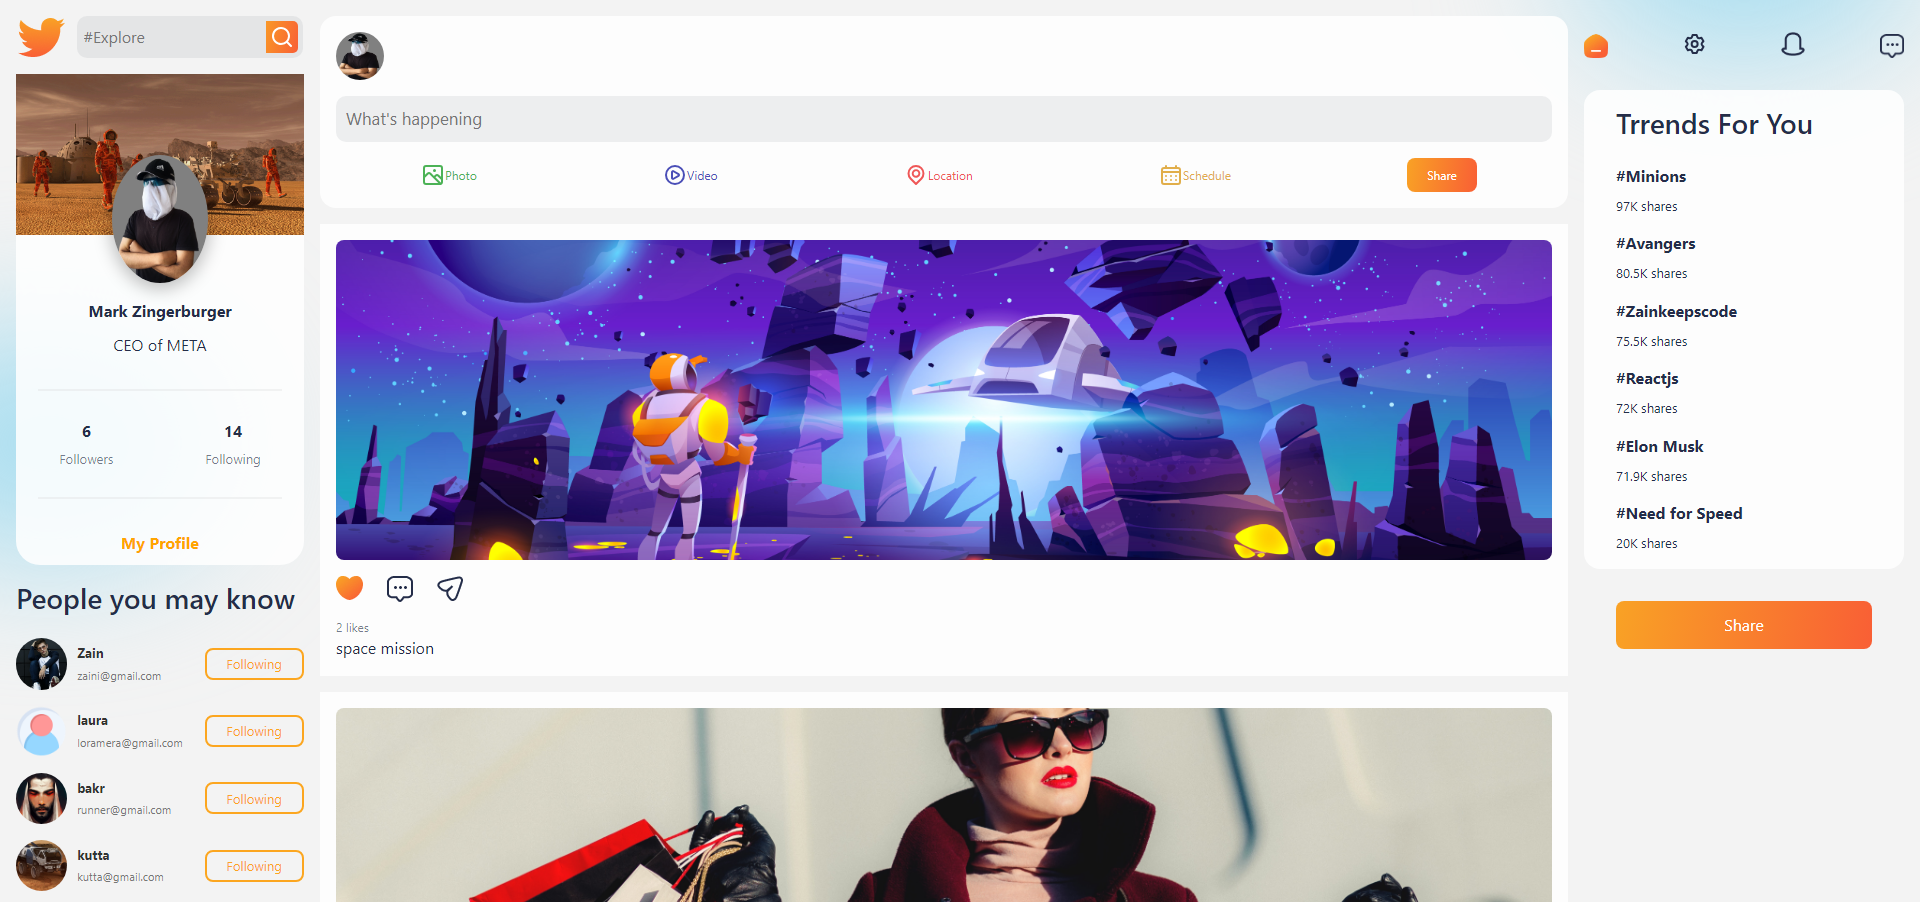 #Explore
Mark Zingerburger
CEO of META
6
Followers
14
Following
My Profile
People you may know
Zain
zaini@gmail.com
Following
laura
loramera@gmail.com
Following
bakr
runner@gmail.com
Following
kutta
kutta@gmail.com
Following
What's happening
Photo
Video
Location
Schedule
Share
2 likes
space mission
Trrends For You
#Minions
97K shares
#Avangers
80.5K shares
#Zainkeepscode
75.5K shares
#Reactjs
72K shares
#Elon Musk
71.9K shares
#Need for Speed
20K shares
Share